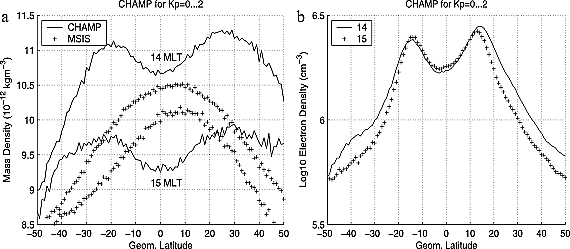 a
CHAMP for Kp=0...2
CHAMP
MSIS
14 MLT
15 MLT
Mass Density (10⁻¹² kgm⁻³)
11.5
11
10.5
10
9.5
9
8.5
−50 −40 −30 −20 −10 0 10 20 30 40 50
Geom. Latitude
b
CHAMP for Kp=0...2
14
15
Log10 Electron Density (cm⁻³)
6.5
6
5.5
−50 −40 −30 −20 −10 0 10 20 30 40 50
Geom. Latitude